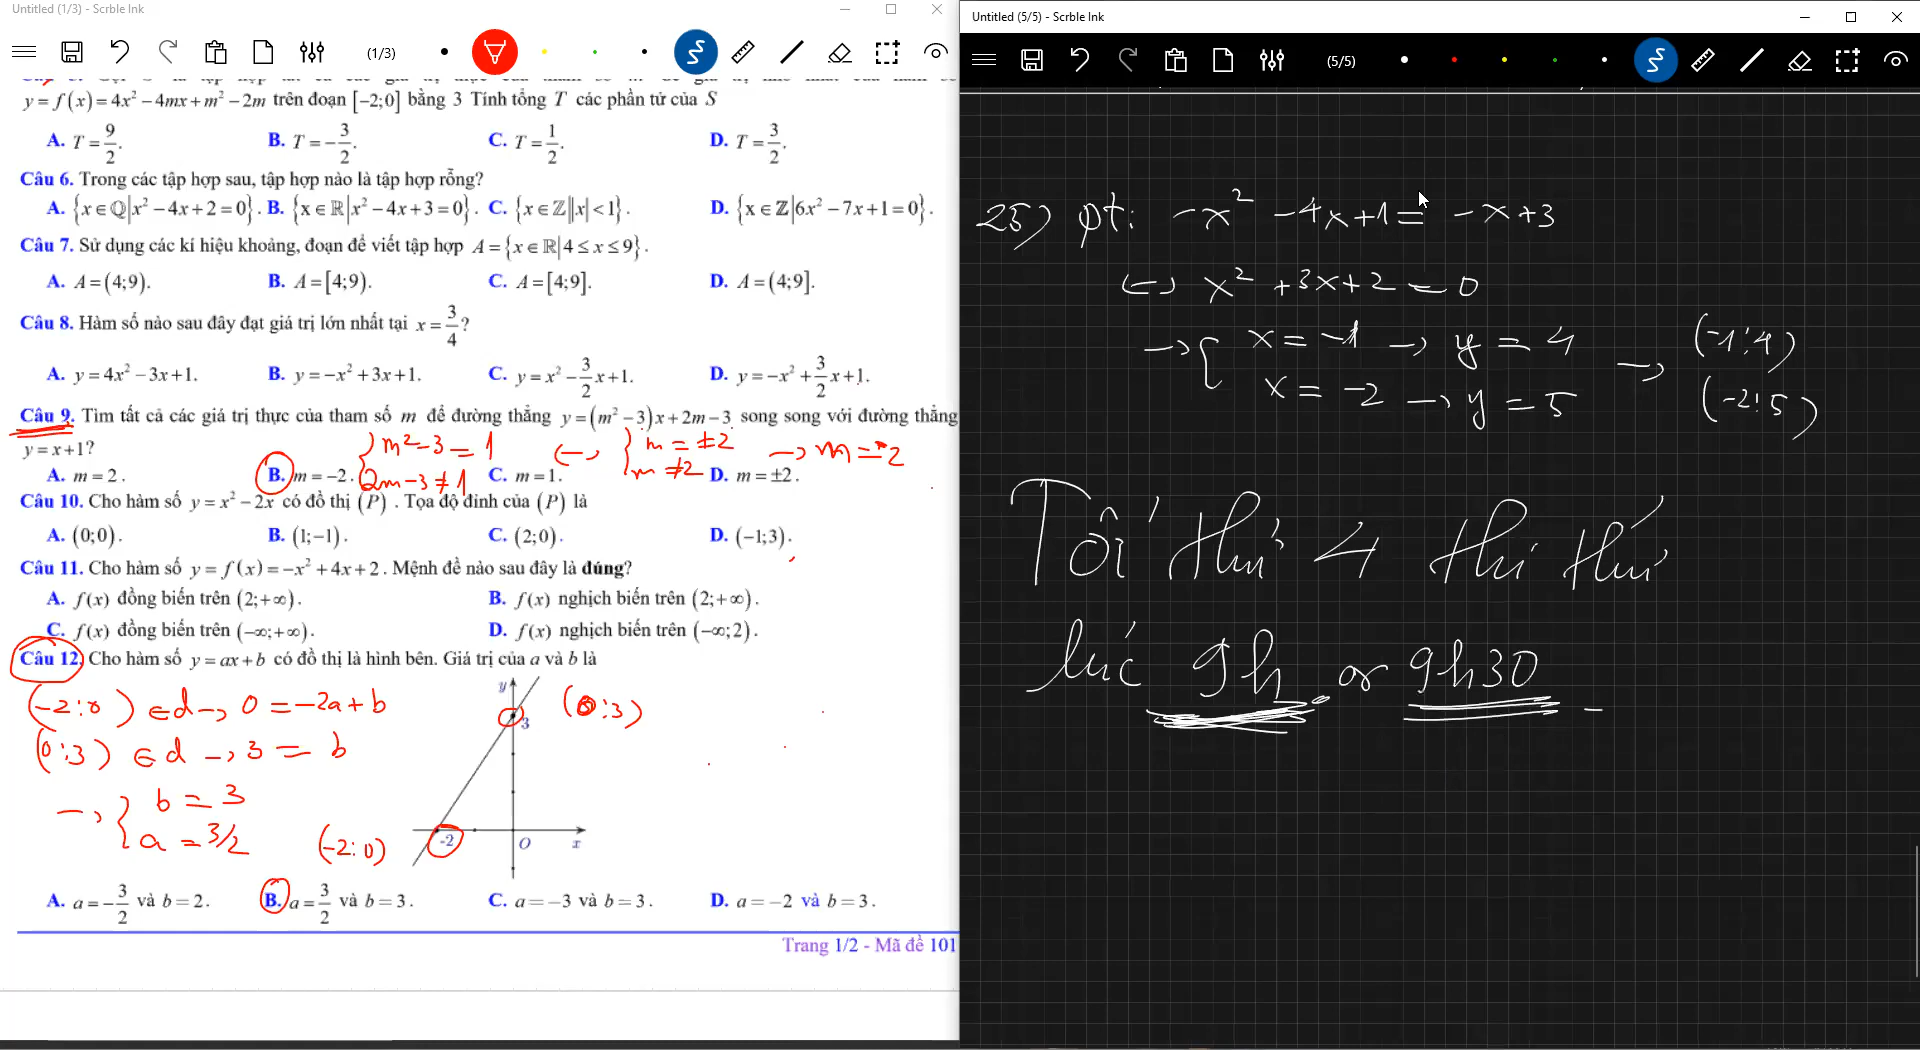 Untitled (1/3) - Scrble Ink
(1/3)
y = f(x) = 4x² − 4mx + m² − 2m trên đoạn [−2;0] bằng 3 Tính tổng T các phần tử của S
A. T = 9/2. B. T = −3/2. C. T = 1/2. D. T = 3/2.
Câu 6. Trong các tập hợp sau, tập hợp nào là tập hợp rỗng?
A. {x ∈ ℚ | x² − 4x + 2 = 0}. B. {x ∈ ℝ | x² − 4x + 3 = 0}. C. {x ∈ ℤ | |x| < 1}. D. {x ∈ ℤ | 6x² − 7x + 1 = 0}.
Câu 7. Sử dụng các kí hiệu khoảng, đoạn để viết tập hợp A = {x ∈ ℝ | 4 ≤ x ≤ 9}.
A. A = (4;9). B. A = [4;9). C. A = [4;9]. D. A = (4;9].
Câu 8. Hàm số nào sau đây đạt giá trị lớn nhất tại x = 3/4?
A. y = 4x² − 3x + 1. B. y = −x² + 3x + 1. C. y = x² − 3/2 x + 1. D. y = −x² + 3/2 x + 1.
Câu 9. Tìm tất cả các giá trị thực của tham số m để đường thẳng y = (m² − 3)x + 2m − 3 song song với đường thẳng
y = x + 1?
{ m² − 3 = 1 ↔ { m = ±2 → m = −2
2m − 3 ≠ 1 m ≠ 2
A. m = 2. B. m = −2. C. m = 1. D. m = ±2.
Câu 10. Cho hàm số y = x² − 2x có đồ thị (P). Tọa độ đỉnh của (P) là
A. (0;0). B. (1;−1). C. (2;0). D. (−1;3).
Câu 11. Cho hàm số y = f(x) = −x² + 4x + 2. Mệnh đề nào sau đây là đúng?
A. f(x) đồng biến trên (2;+∞). B. f(x) nghịch biến trên (2;+∞).
C. f(x) đồng biến trên (−∞;+∞). D. f(x) nghịch biến trên (−∞;2).
Câu 12. Cho hàm số y = ax + b có đồ thị là hình bên. Giá trị của a và b là
(−2;0) ∈ d → 0 = −2a + b
(0;3) ∈ d → 3 = b
→ { b = 3
a = 3/2
(−2;0)
y
3
(0;3)
-2
O
x
A. a = −3/2 và b = 2. B. a = 3/2 và b = 3. C. a = −3 và b = 3. D. a = −2 và b = 3.
Trang 1/2 - Mã đề 101
Untitled (5/5) - Scrble Ink
(5/5)
25) pt: −x² − 4x + 1 = −x + 3
↔ x² + 3x + 2 = 0
→ { x = −1 → y = 4 → (−1;4)
x = −2 → y = 5 (−2;5)
Tối thứ 4 thi thử
lúc 9h. or 9h30